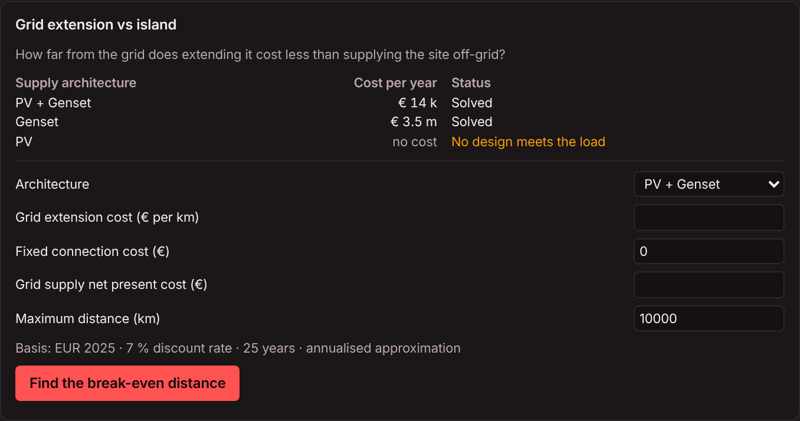 Grid extension vs island
How far from the grid does extending it cost less than supplying the site off-grid?
Supply architecture Cost per year Status
PV + Genset € 14 k Solved
Genset € 3.5 m Solved
PV no cost No design meets the load
Architecture PV + Genset
Grid extension cost (€ per km)
Fixed connection cost (€) 0
Grid supply net present cost (€)
Maximum distance (km) 10000
Basis: EUR 2025 · 7 % discount rate · 25 years · annualised approximation
Find the break-even distance